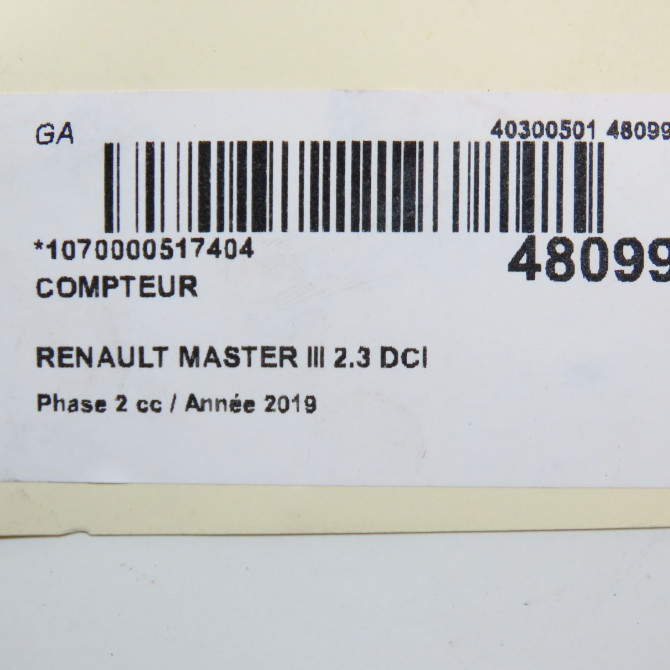 GA
40300501 48099
*1070000517404
48099
COMPTEUR
RENAULT MASTER III 2.3 DCI
Phase 2 cc / Année 2019